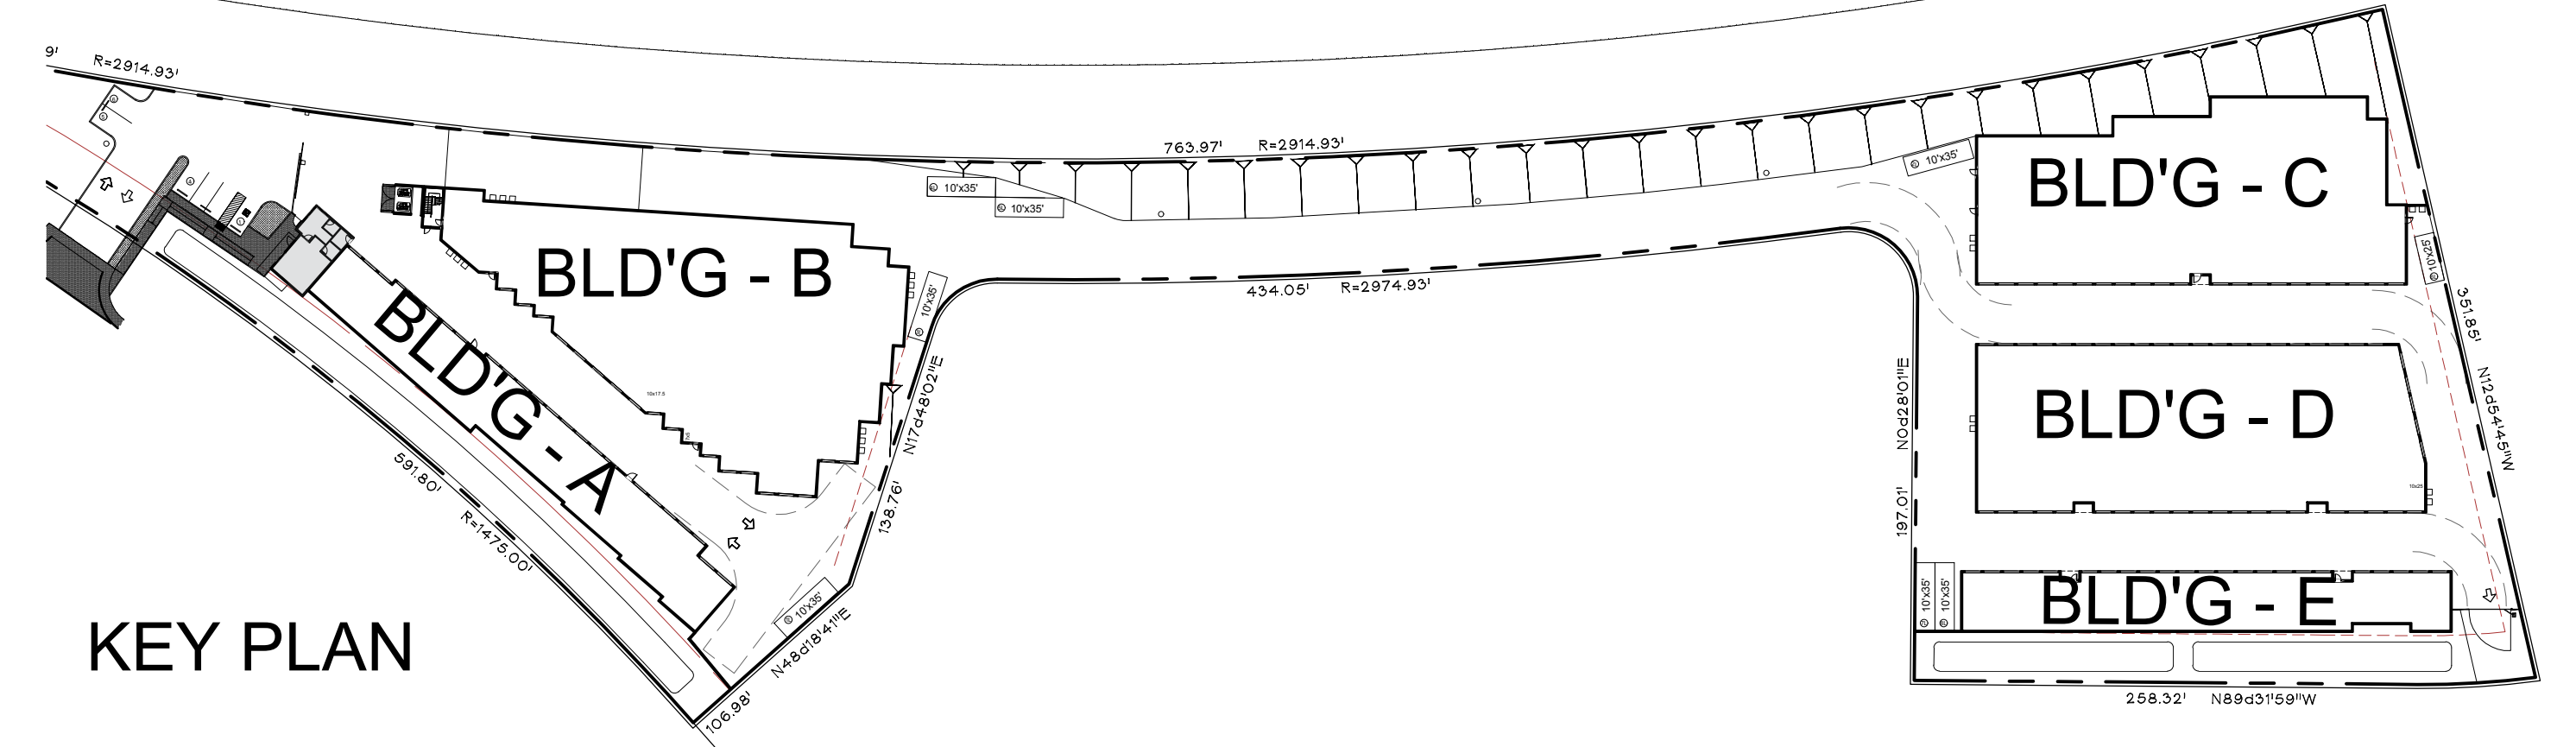 9'
R=2914.93'
763.97' R=2914.93'
10'x35'
10'x35'
10'x35'
BLD'G - C
10'x25'
351.85' N12d54'45"W
BLD'G - B
10'x35'
10x17.5
N17d48'02"E
138.76'
434.05' R=2974.93'
BLD'G - A
591.80'
R=1475.00'
N0d28'01"E
197.01'
BLD'G - D
10x25
10'x35'
10'x35'
BLD'G - E
10'x35'
N48d18'41"E
106.98'
KEY PLAN
258.32' N89d31'59"W